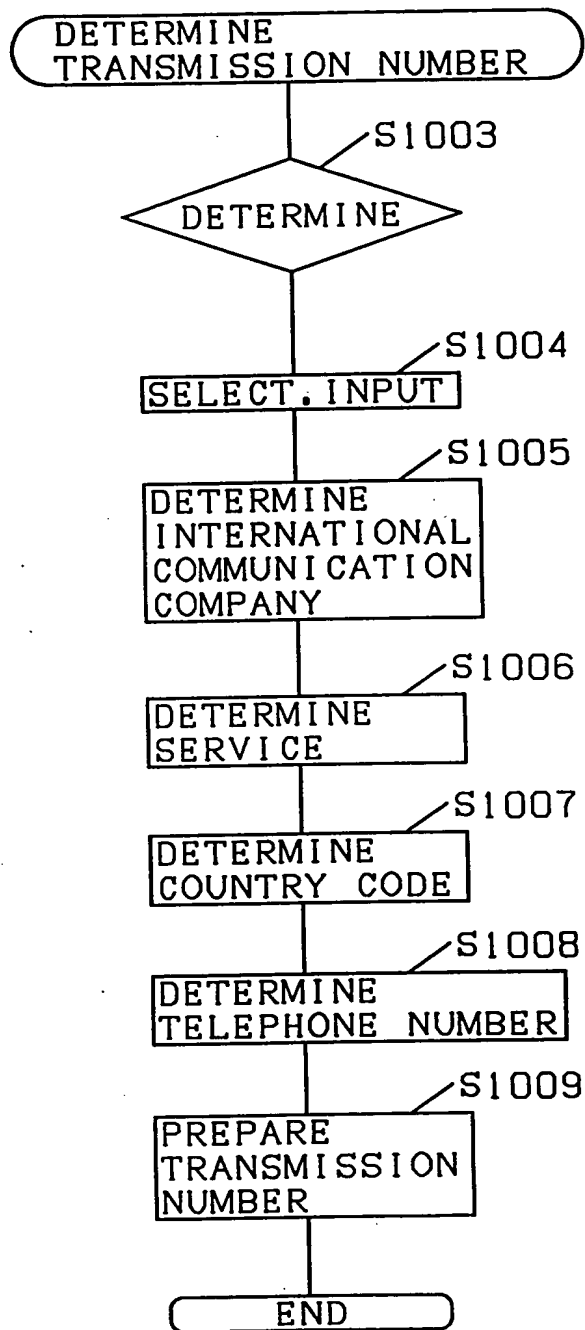 DETERMINE
TRANSMISSION NUMBER
S1003
DETERMINE
S1004
SELECT.INPUT
S1005
DETERMINE
INTERNATIONAL
COMMUNICATION
COMPANY
S1006
DETERMINE
SERVICE
S1007
DETERMINE
COUNTRY CODE
S1008
DETERMINE
TELEPHONE NUMBER
S1009
PREPARE
TRANSMISSION
NUMBER
END